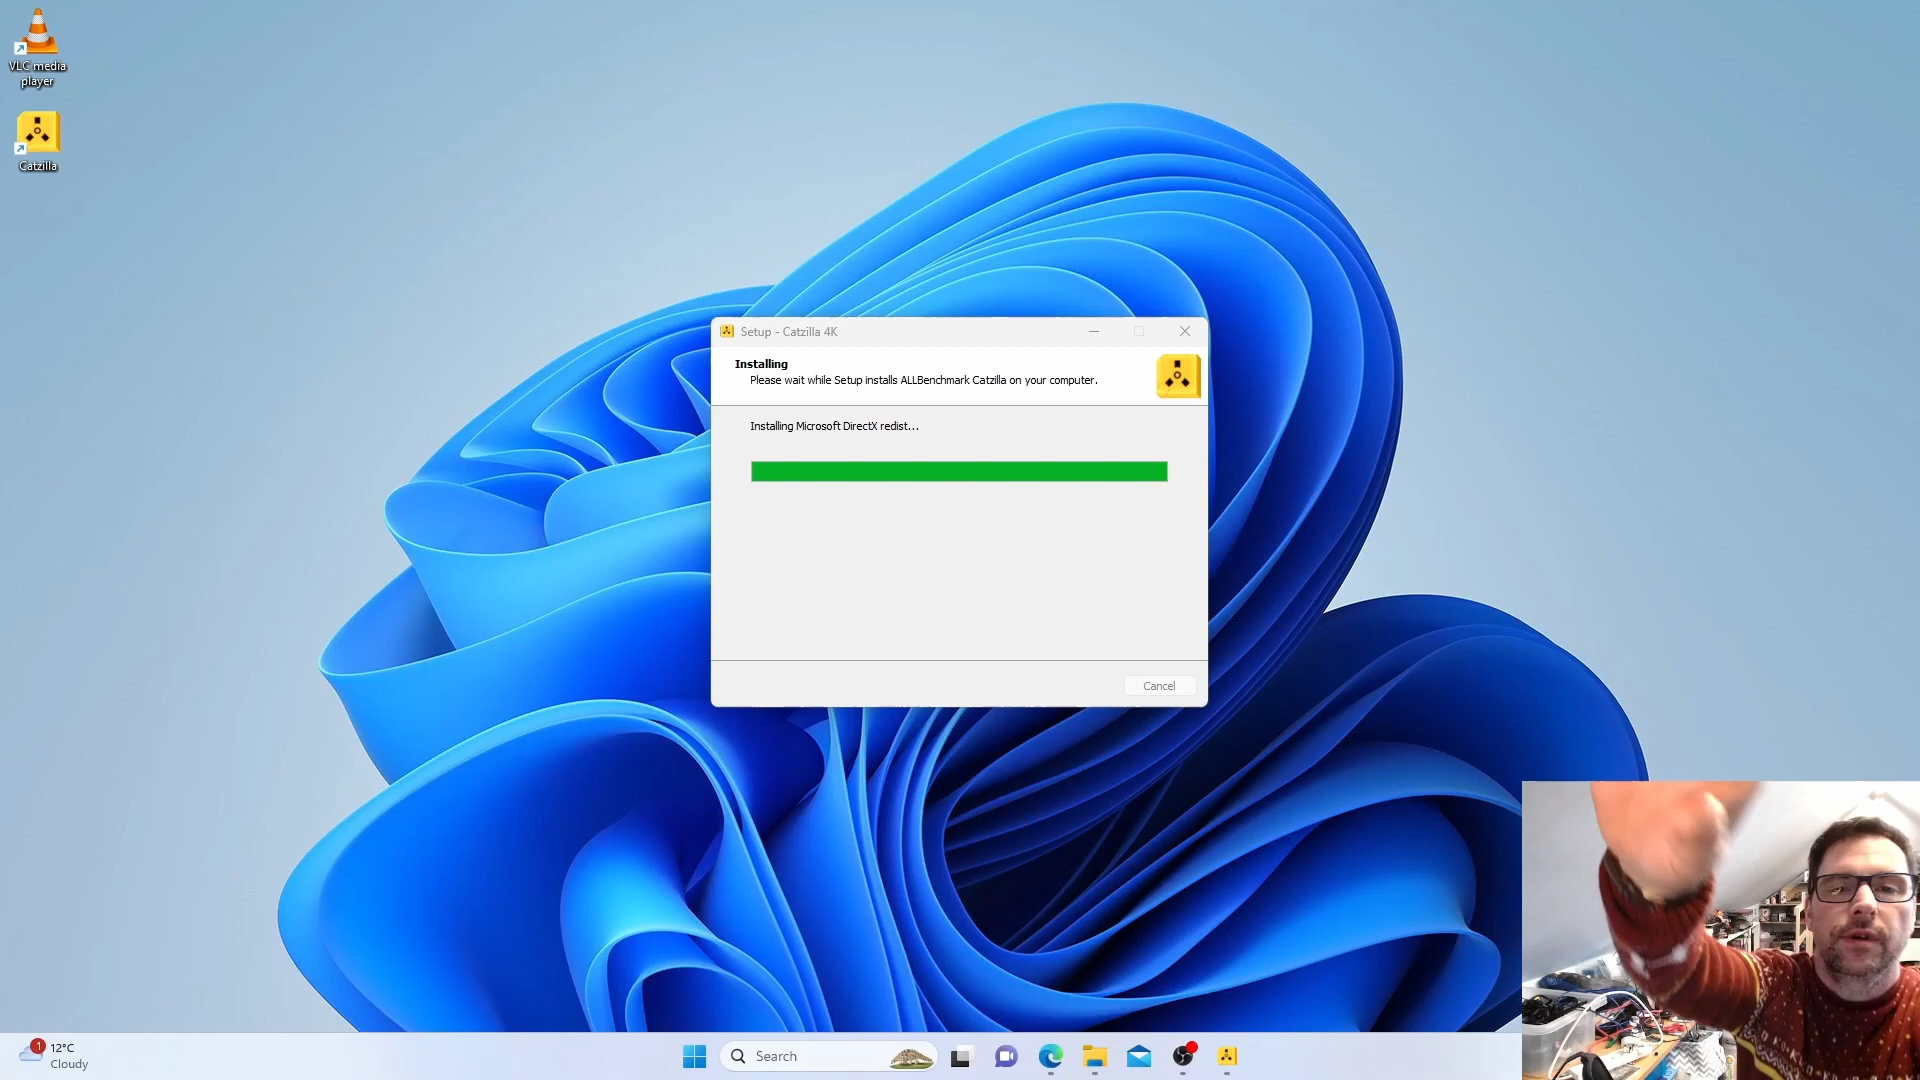 VLC media
player
Catzilla
Setup - Catzilla 4K
Installing
Please wait while Setup installs ALLBenchmark Catzilla on your computer.
Installing Microsoft DirectX redist...
Cancel
1
12°C
Cloudy
Search